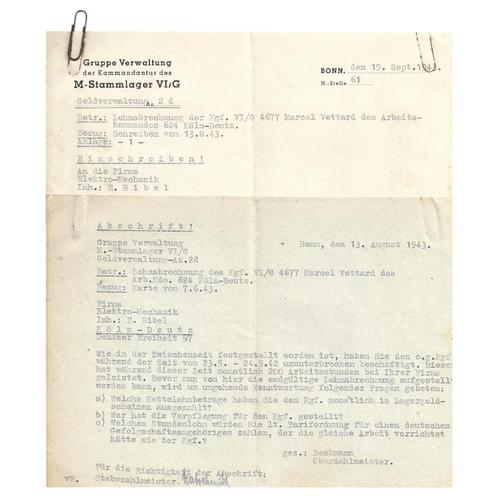 Gruppe Verwaltung
der Kommandantur des
M-Stammlager VI/G
BONN, den 15. Sept. 1943.
N.-Stelle 61
Geldverwaltung, 2 d
Betr.: Lohnabrechnung der Kgf. VI/G 4677 Marcel Vettard des Arbeits-
kommandos 624 Köln-Deutz.
Bezug: Schreiben vom 13.8.43.
Anlage: - 1 -
Einschreiben!
An die Firma
Elektro-Mechanik
Inh.: E. Bibel
Abschrift!
Gruppe Verwaltung
M.-Stammlager VI/G
Geldverwaltung-Az.2d
Bonn, den 13. August 1943.
Betr.: Lohnabrechnung des Kgf. VI/G 4677 Marcel Vettard des
Arb.Kdo. 624 Köln-Deutz.
Bezug: Karte vom 7.6.43.
Firma
Elektro-Mechanik
Inh.: E. Bibel
Köln-Deutz
Deutzer Freiheit 97
Wie in der Zwischenzeit festgestellt worden ist, haben Sie den o.g.Kgf
während der Zeit vom 23.5. - 24.9.42 ununterbrochen beschäftigt. Dieser
hat während dieser Zeit monatlich 200 Arbeitsstunden bei Ihrer Firma
geleistet. Bevor nun von hier die endgültige Lohnabrechnung aufgestellt
werden kann, wird um umgehende Beantwortung folgender Fragen gebeten:
a) Welche Nettolohnbeträge haben Sie dem Kgf. monatlich in Lagergeld-
scheinen ausgezahlt?
b) Wer hat die Verpflegung für den Kgf. gestellt?
c) Welchen Stundenlohn würden Sie lt. Tarifordnung für einen deutschen
Gefolgschaftsangehörigen zahlen, der die gleiche Arbeit verrichtet
hätte wie der Kgf.?
gez.: Beekmann
Oberzahlmeister.
Für die Richtigkeit der Abschrift:
Stabszahlmeister.